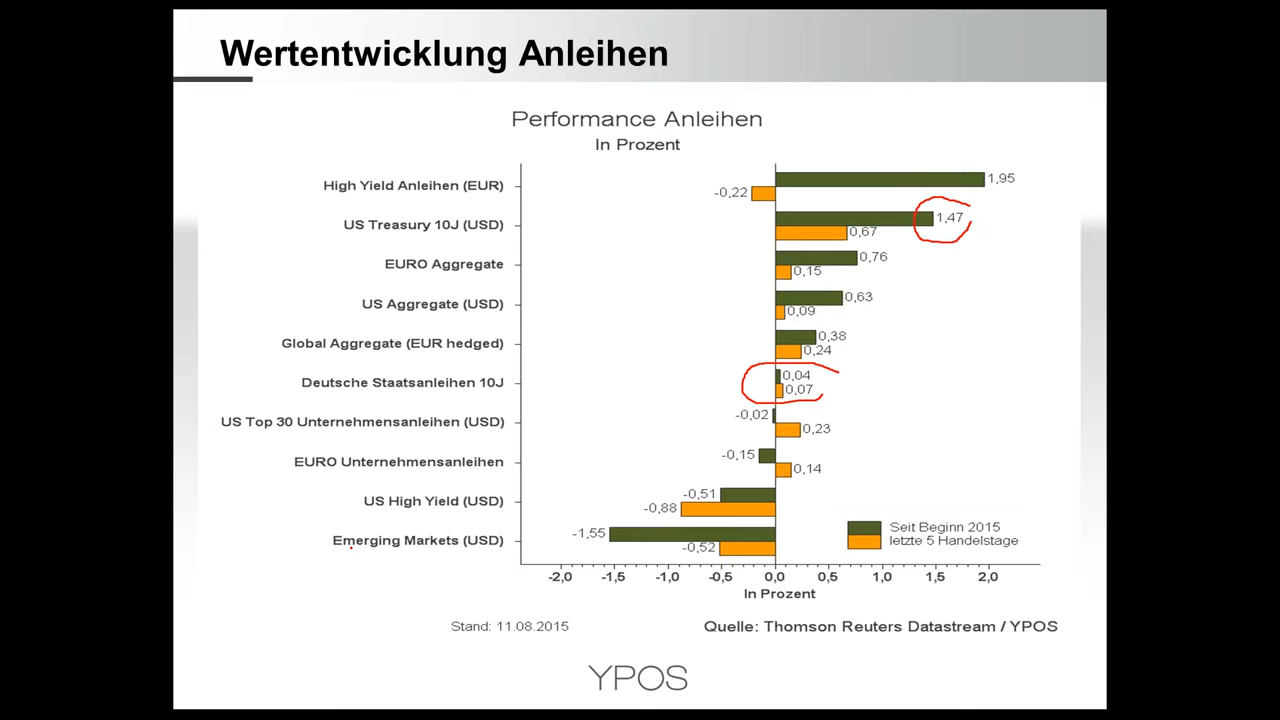 Wertentwicklung Anleihen
Performance Anleihen
In Prozent
High Yield Anleihen (EUR)
1,95
-0,22
US Treasury 10J (USD)
1,47
0,67
EURO Aggregate
0,76
0,15
US Aggregate (USD)
0,63
0,09
Global Aggregate (EUR hedged)
0,38
0,24
Deutsche Staatsanleihen 10J
0,04
0,07
US Top 30 Unternehmensanleihen (USD)
-0,02
0,23
EURO Unternehmensanleihen
-0,15
0,14
US High Yield (USD)
-0,51
-0,88
Emerging Markets (USD)
-1,55
-0,52
Seit Beginn 2015
letzte 5 Handelstage
-2,0 -1,5 -1,0 -0,5 0,0 0,5 1,0 1,5 2,0
In Prozent
Stand: 11.08.2015
Quelle: Thomson Reuters Datastream / YPOS
YPOS